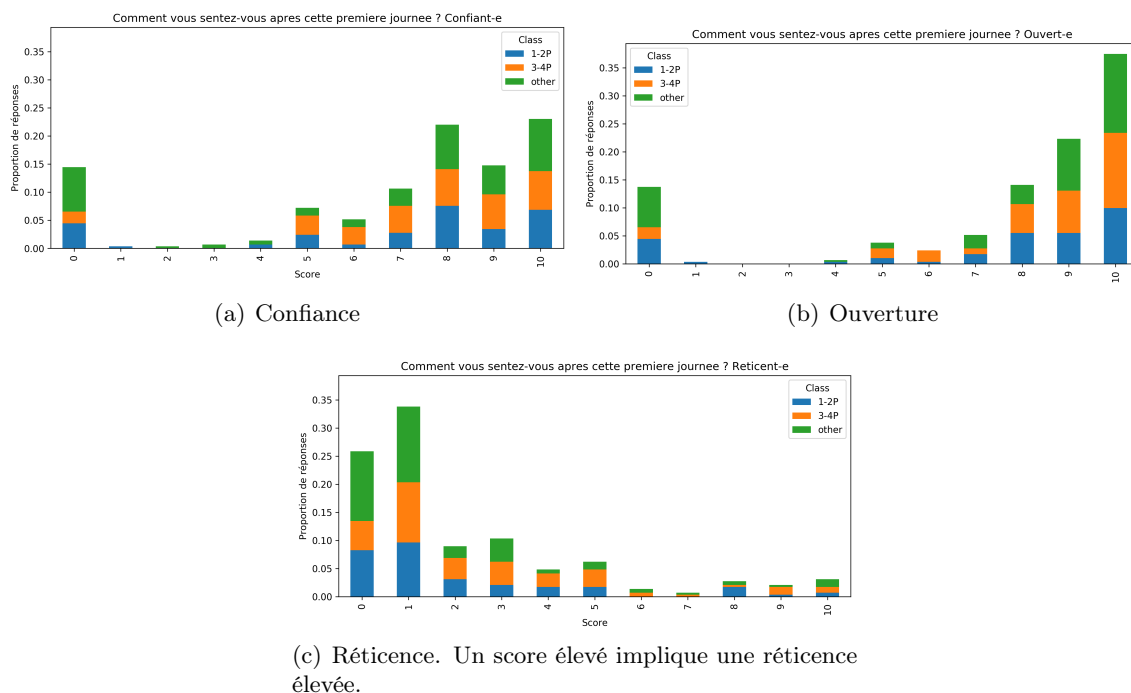 Comment vous sentez-vous apres cette premiere journee ? Confiant-e
Proportion de réponses
0.35
0.30
0.25
0.20
0.15
0.10
0.05
0.00
Class
1-2P
3-4P
other
0 1 2 3 4 5 6 7 8 9 10
Score
(a) Confiance
Comment vous sentez-vous apres cette premiere journee ? Ouvert-e
Proportion de réponses
0.35
0.30
0.25
0.20
0.15
0.10
0.05
0.00
Class
1-2P
3-4P
other
0 1 2 3 4 5 6 7 8 9 10
(b) Ouverture
Comment vous sentez-vous apres cette premiere journee ? Reticent-e
Proportion de réponses
0.35
0.30
0.25
0.20
0.15
0.10
0.05
0.00
Class
1-2P
3-4P
other
0 1 2 3 4 5 6 7 8 9 10
Score
(c) Réticence. Un score élevé implique une réticence
élevée.